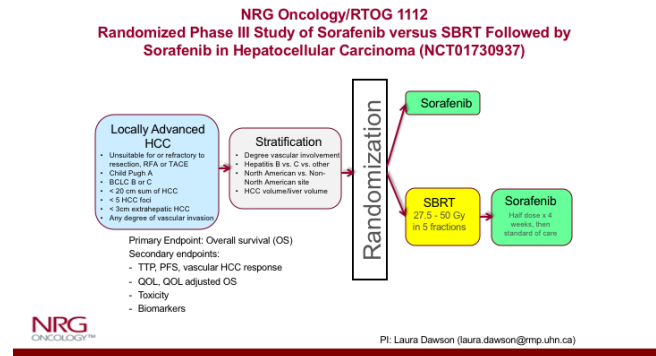 NRG Oncology/RTOG 1112
Randomized Phase III Study of Sorafenib versus SBRT Followed by
Sorafenib in Hepatocellular Carcinoma (NCT01730937)
Locally Advanced
HCC
• Unsuitable for or refractory to
resection, RFA or TACE
• Child Pugh A
• BCLC B or C
• < 20 cm sum of HCC
• < 5 HCC foci
• < 3cm extrahepatic HCC
• Any degree of vascular invasion
Stratification
• Degree vascular involvement
• Hepatitis B vs. C vs. other
• North American vs. Non-
North American site
• HCC volume/liver volume
Randomization
Sorafenib
SBRT
27.5 - 50 Gy
in 5 fractions
Sorafenib
Half dose x 4
weeks, then
standard of care
Primary Endpoint: Overall survival (OS)
Secondary endpoints:
- TTP, PFS, vascular HCC response
- QOL, QOL adjusted OS
- Toxicity
- Biomarkers
NRG
ONCOLOGY™
PI: Laura Dawson (laura.dawson@rmp.uhn.ca)